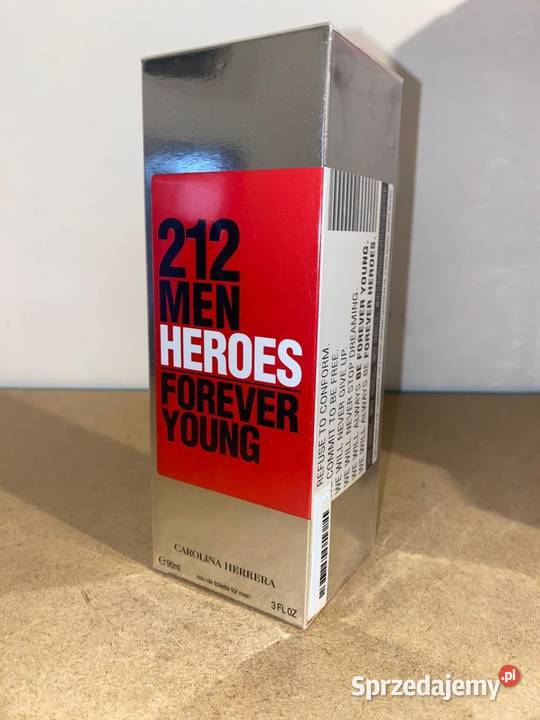 212
MEN
HEROES
FOREVER
YOUNG
CAROLINA HERRERA
℮90ml
eau de toilette for men
3 FL OZ
REFUSE TO CONFORM.
COMMIT TO BE FREE.
WE WILL NEVER GIVE UP.
WE WILL NEVER STOP DREAMING.
WE WILL ALWAYS BE FOREVER YOUNG.
WE WILL ALWAYS BE FOREVER HEROES.
Sprzedajemy.pl